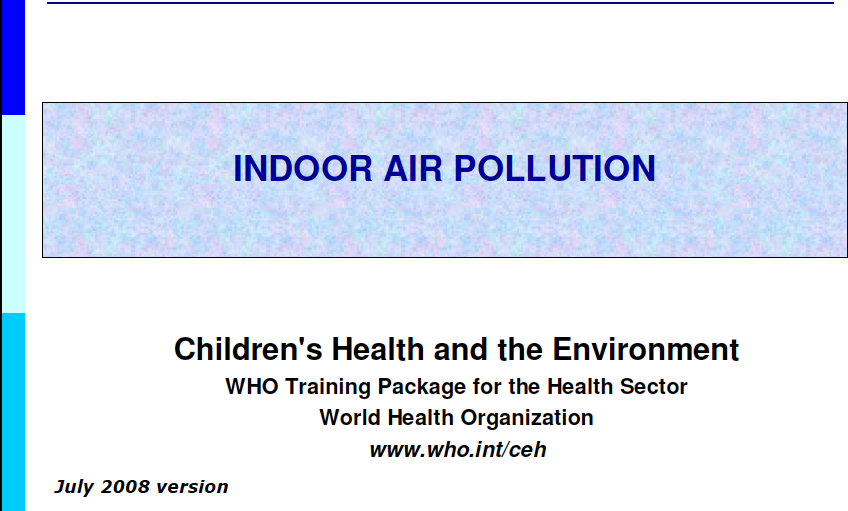 INDOOR AIR POLLUTION
Children's Health and the Environment
WHO Training Package for the Health Sector
World Health Organization
www.who.int/ceh
July 2008 version